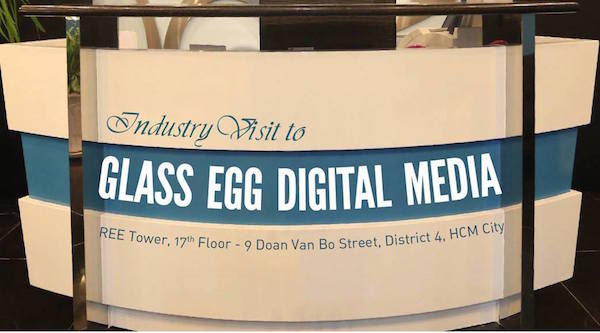 Industry Visit to
GLASS EGG DIGITAL MEDIA
REE Tower, 17th Floor - 9 Doan Van Bo Street, District 4, HCM City